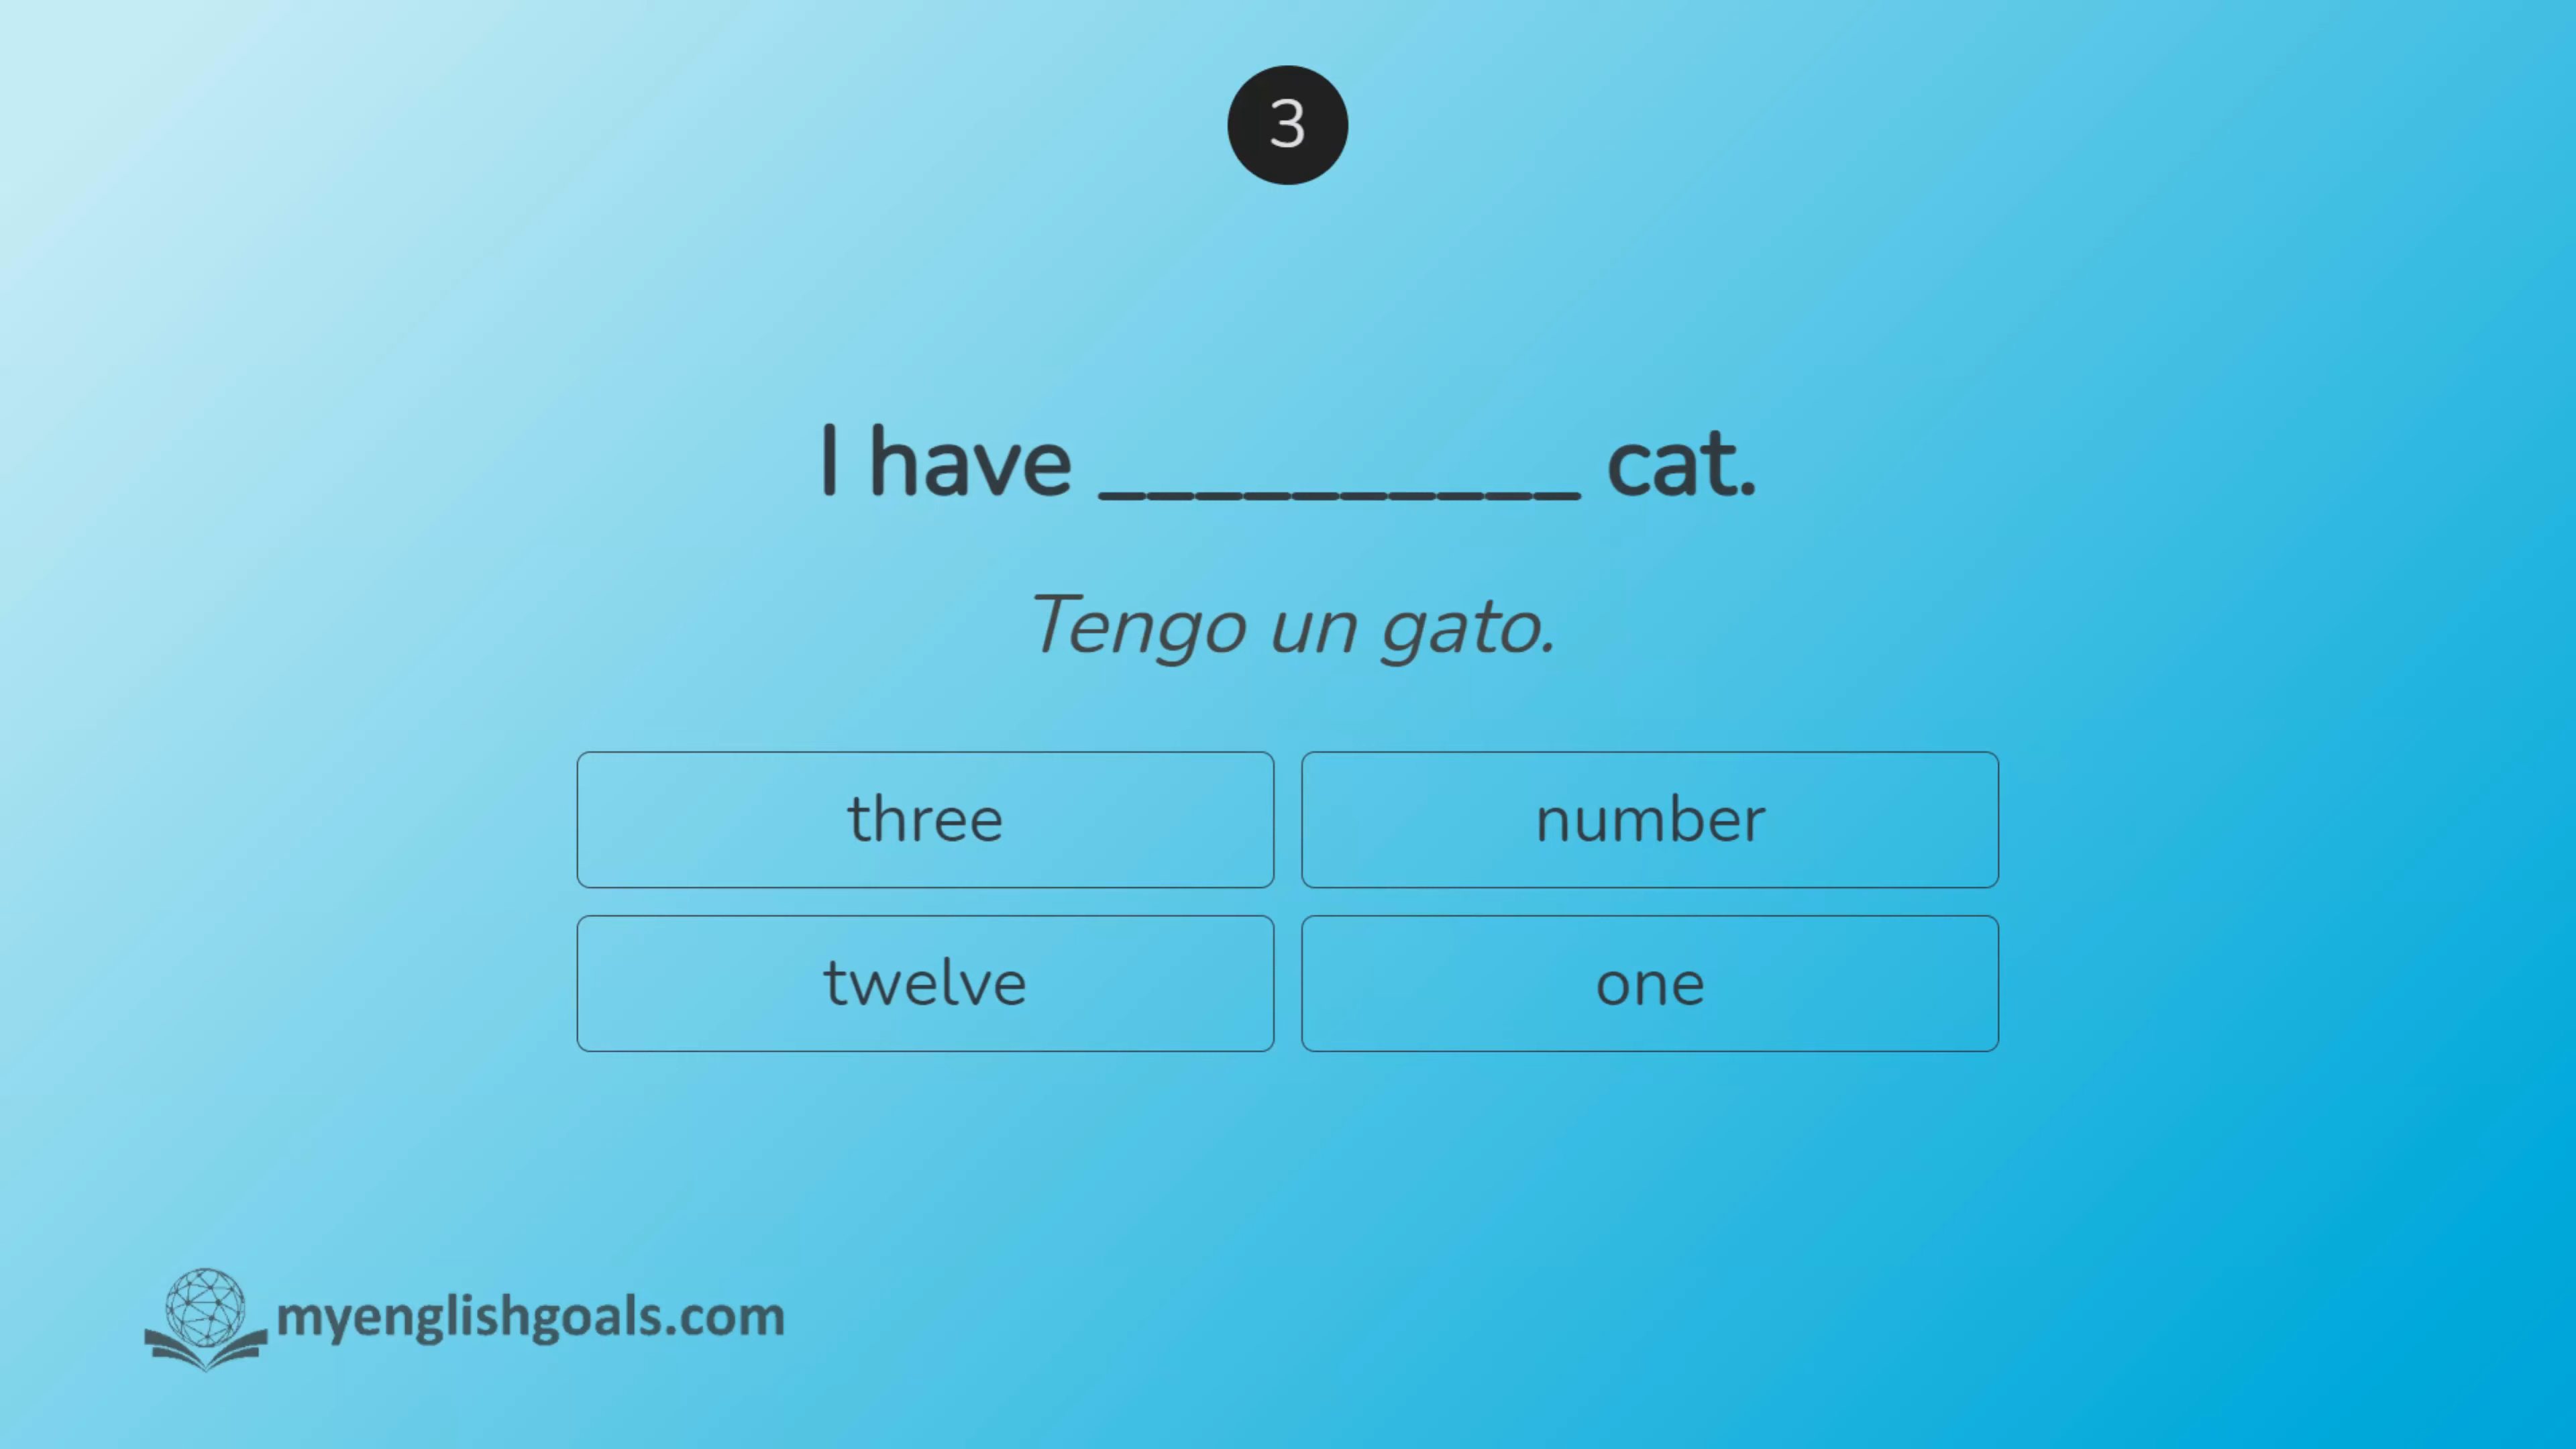 3
I have __________ cat.
Tengo un gato.
three
number
twelve
one
myenglishgoals.com